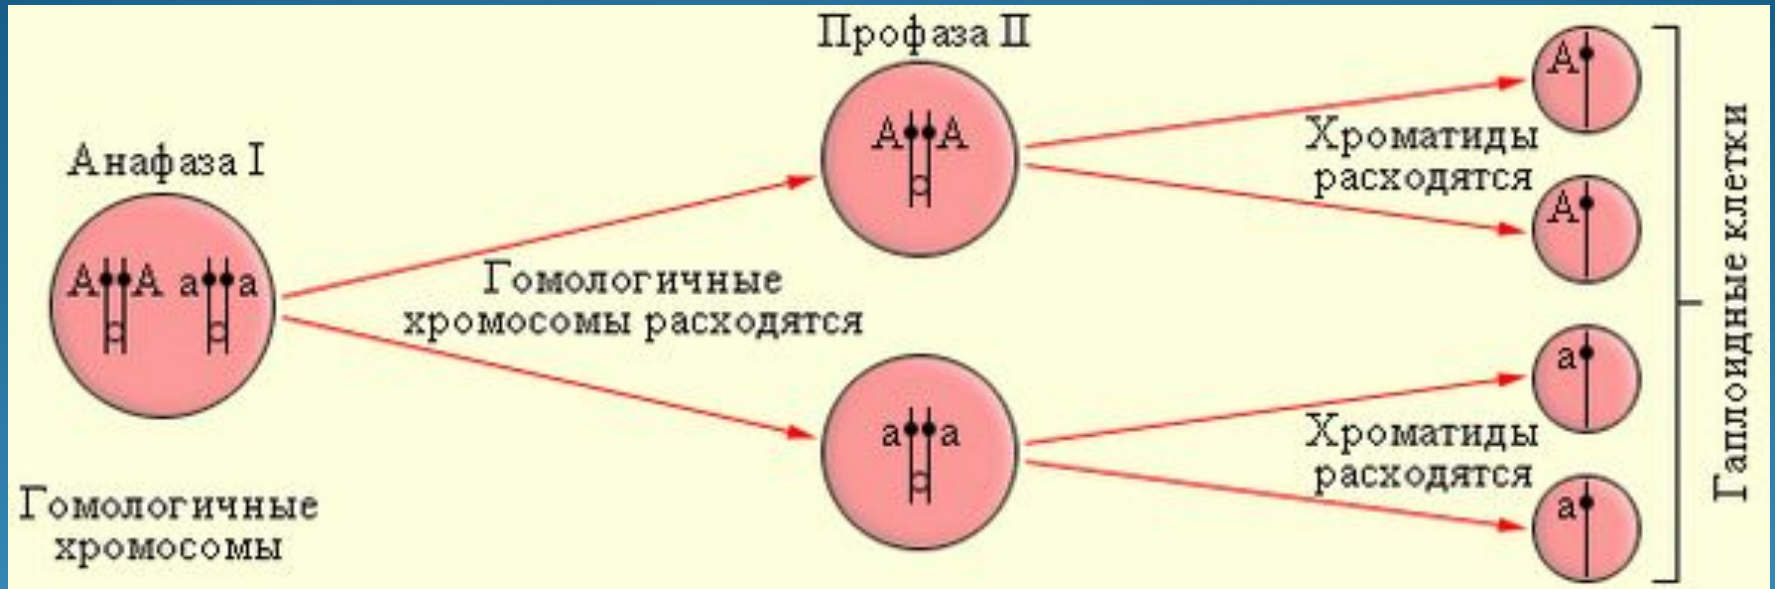 Анафаза I
А А а а
Гомологичные
хромосомы
Гомологичные
хромосомы расходятся
Профаза II
А А
а а
Хроматиды
расходятся
Хроматиды
расходятся
А
А
а
а
Гаплоидные клетки